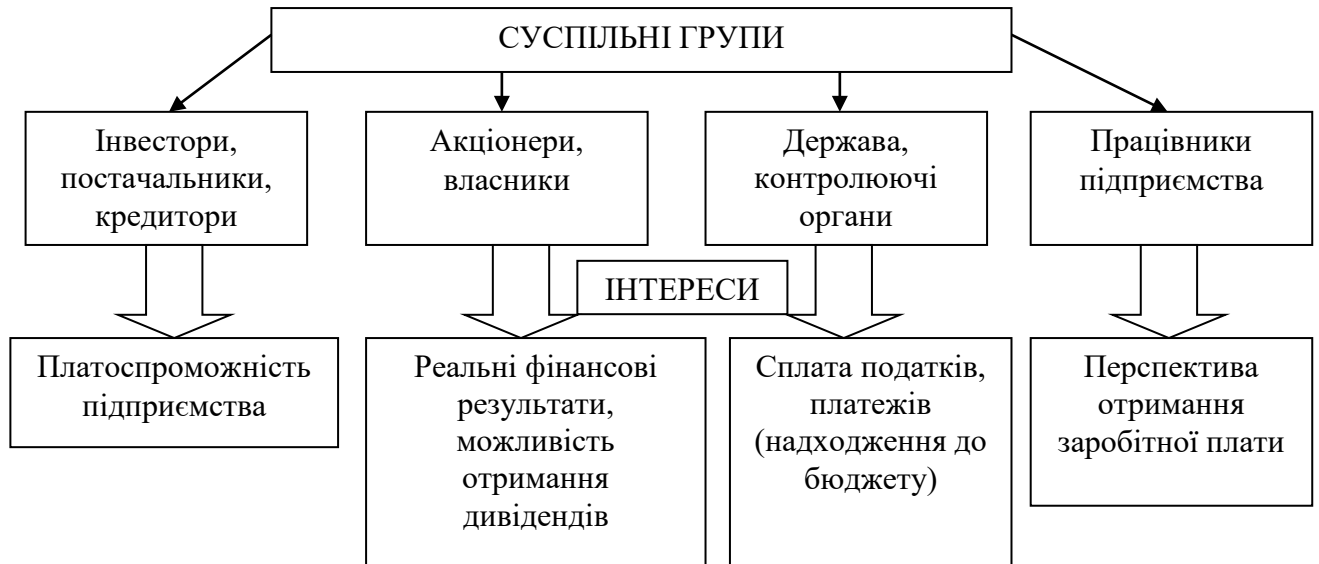 СУСПІЛЬНІ ГРУПИ
Інвестори,
постачальники,
кредитори
Акціонери,
власники
Держава,
контролюючі
органи
Працівники
підприємства
ІНТЕРЕСИ
Платоспроможність
підприємства
Реальні фінансові
результати,
можливість
отримання
дивідендів
Сплата податків,
платежів
(надходження до
бюджету)
Перспектива
отримання
заробітної плати